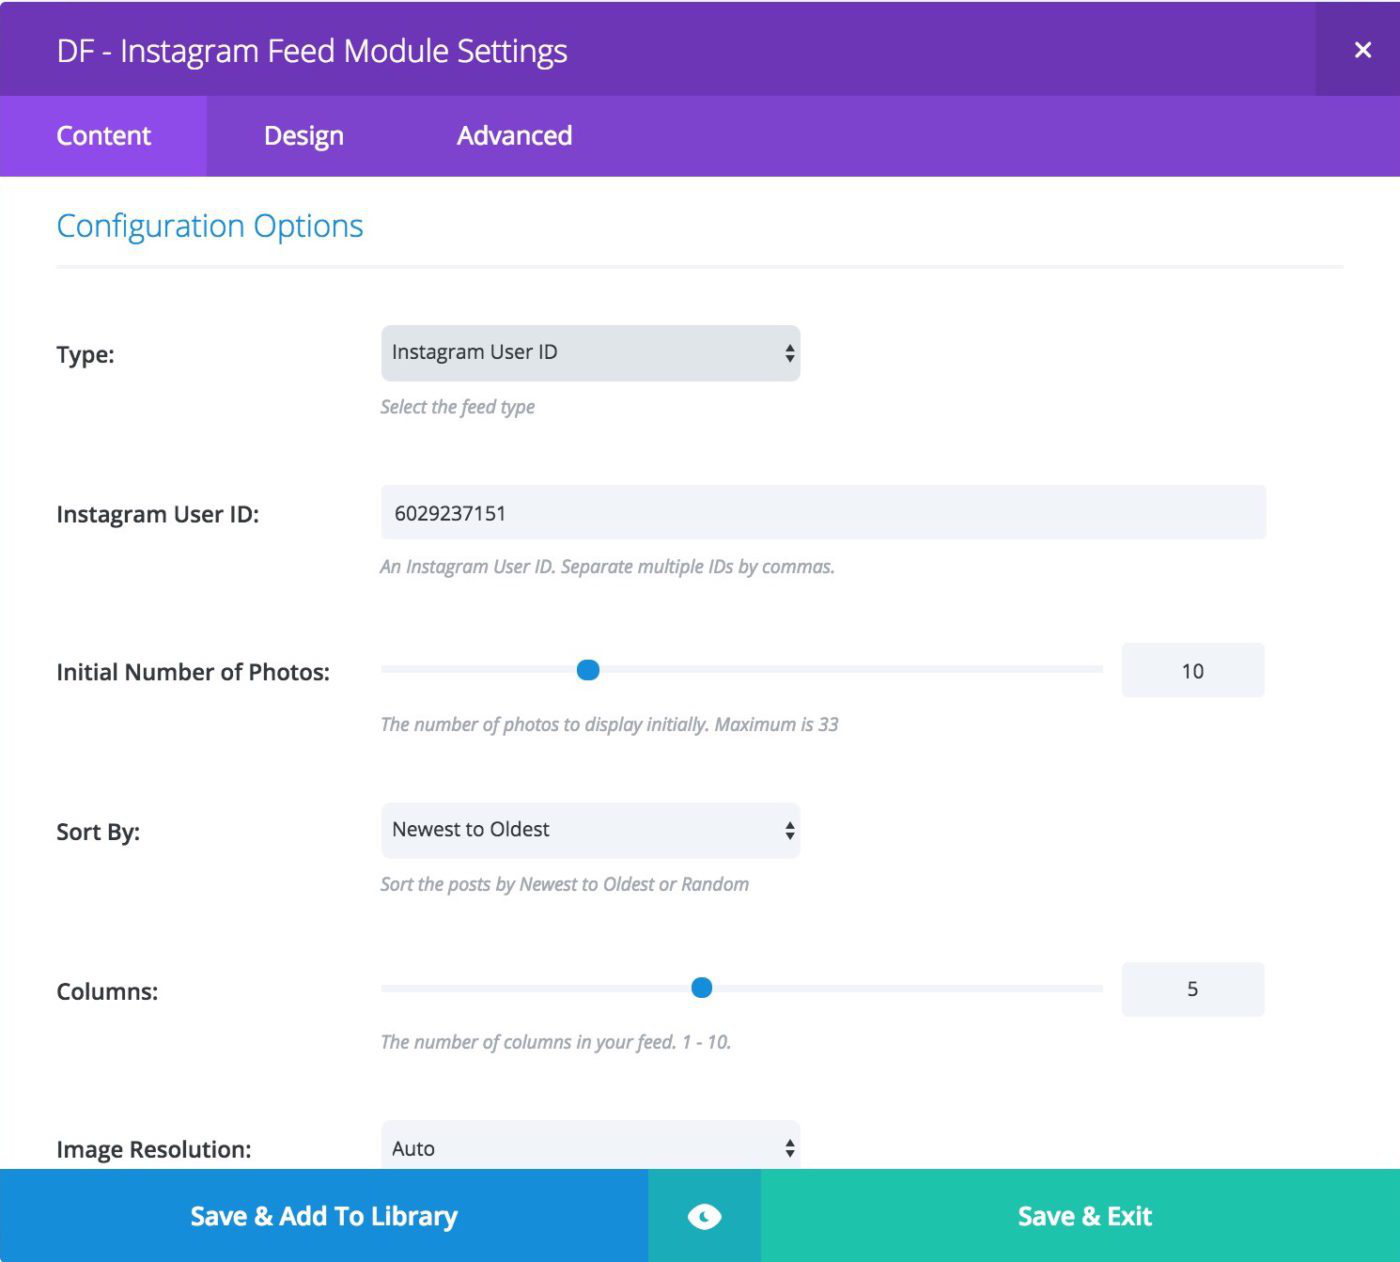 DF - Instagram Feed Module Settings
Content Design Advanced
Configuration Options
Type: Instagram User ID
Select the feed type
Instagram User ID: 6029237151
An Instagram User ID. Separate multiple IDs by commas.
Initial Number of Photos: 10
The number of photos to display initially. Maximum is 33
Sort By: Newest to Oldest
Sort the posts by Newest to Oldest or Random
Columns: 5
The number of columns in your feed. 1 - 10.
Image Resolution: Auto
Save & Add To Library Save & Exit